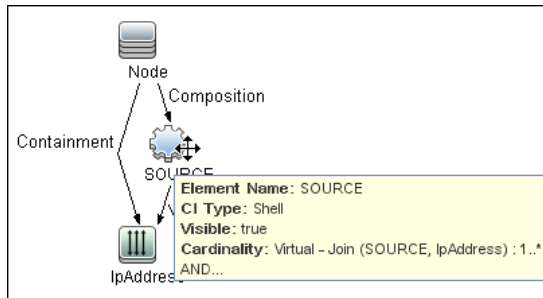 Node
Composition
Containment
SOURCE
Element Name: SOURCE
CI Type: Shell
Visible: true
Cardinality: Virtual - Join (SOURCE, IpAddress) : 1..*
AND...
IpAddress